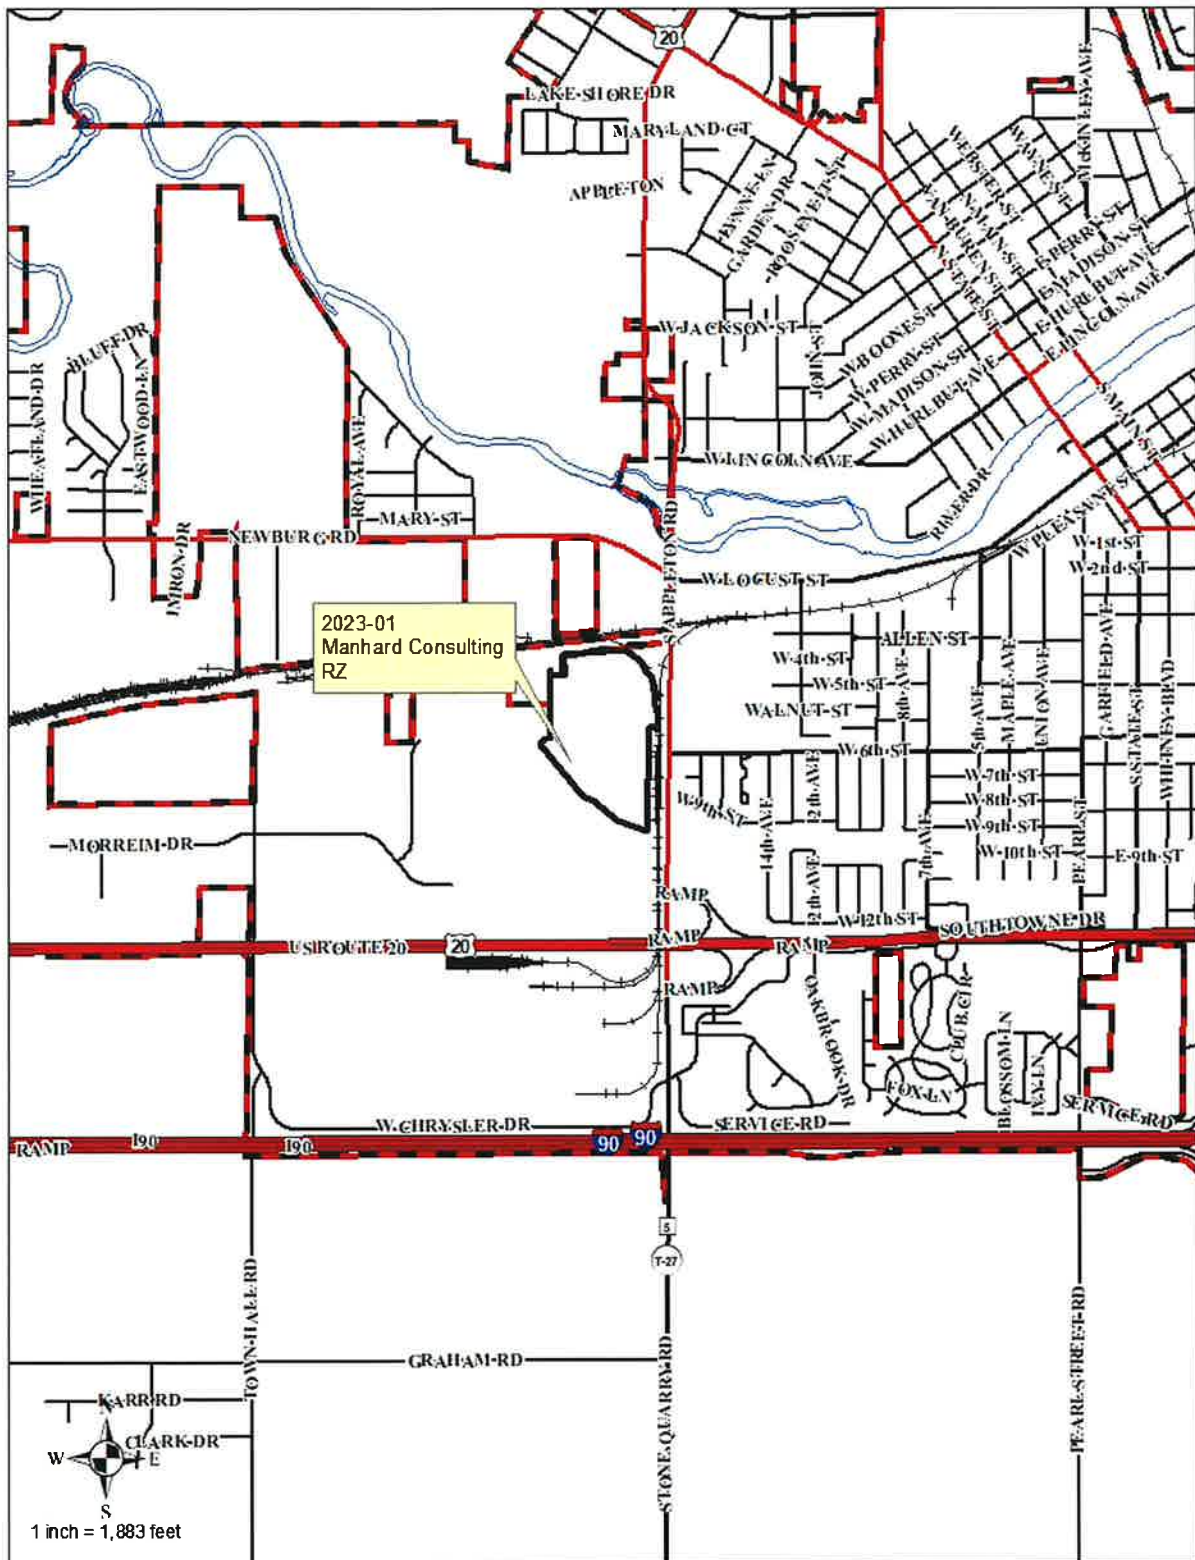 20
LAKE SHORE DR
MARYLAND CT
APPLETON
LYNNE LN
GARDEN DR
ROOSEVELT ST
WEBSTER ST
WAYNE ST
McKINLEY AVE
N MAIN ST
VAN BUREN ST
N STATE ST
E PERRY ST
E MADISON ST
E HURLBUT AVE
E LINCOLN AVE
W JACKSON ST
JOHN ST
W BOONE ST
W PERRY ST
W MADISON ST
W HURLBUT AVE
W LINCOLN AVE
S MAIN ST
BLUFF DR
WHEATLAND DR
EASTWOOD LN
ROYAL AVE
MARY ST
RIVER DR
W PLEASANT ST
NEWBURG RD
IMRON DR
S APPLETON RD
W LOCUST ST
W 1st ST
W 2nd ST
2023-01
Manhard Consulting
RZ
ALLEN ST
W 4th ST
W 5th ST
WALNUT ST
8th AVE
5th AVE
MAPLE AVE
UNION AVE
GARFIELD AVE
S STATE ST
WHITNEY BLVD
W 6th ST
W 7th ST
W 8th ST
W 9th ST
W 9th ST
12th AVE
14th AVE
W 10th ST
PEARL ST
E 9th ST
MORREIM DR
7th AVE
12th AVE
W 12th ST
RAMP
SOUTHTOWNE DR
US ROUTE 20
20
RAMP
RAMP
RAMP
OAKBROOK DR
CLUB CIR
FOX LN
BLOSSOM LN
IVY LN
SERVICE RD
W CHRYSLER DR
SERVICE RD
RAMP
I90
I90
90
90
5
T-27
TOWN HALL RD
STONE QUARRY RD
PEARL STREET RD
GRAHAM RD
KARR RD
CLARK DR
N
W
E
S
1 inch = 1,883 feet